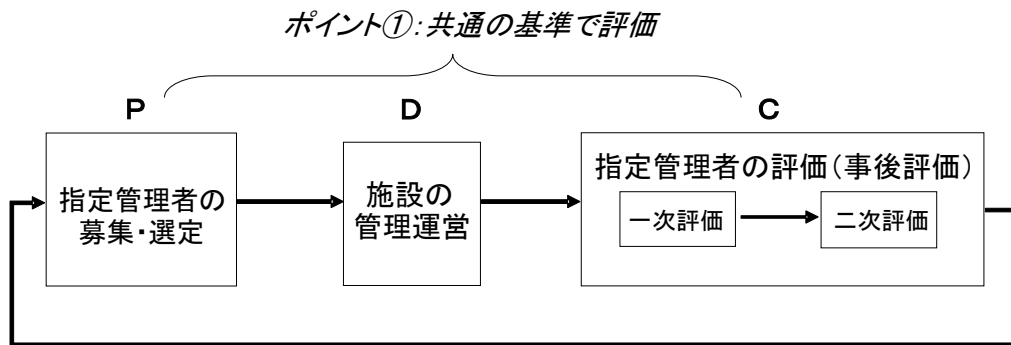 ポイント①:共通の基準で評価
P
D
C
指定管理者の
募集・選定
施設の
管理運営
指定管理者の評価(事後評価)
一次評価
二次評価